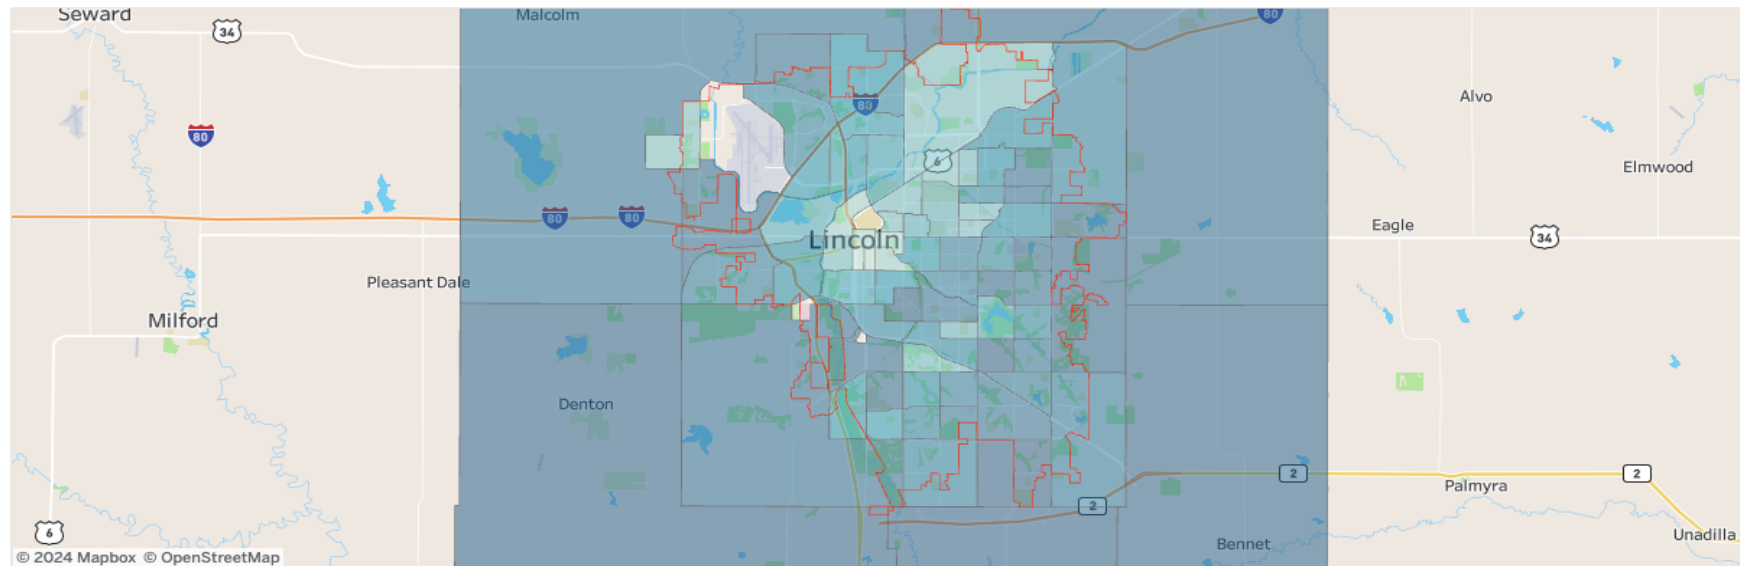 Seward
34
Malcolm
80
80
80
Alvo
6
Elmwood
80
80
Eagle
34
Lincoln
Pleasant Dale
Milford
Denton
2
2
Palmyra
2
6
Unadilla
Bennet
© 2024 Mapbox © OpenStreetMap